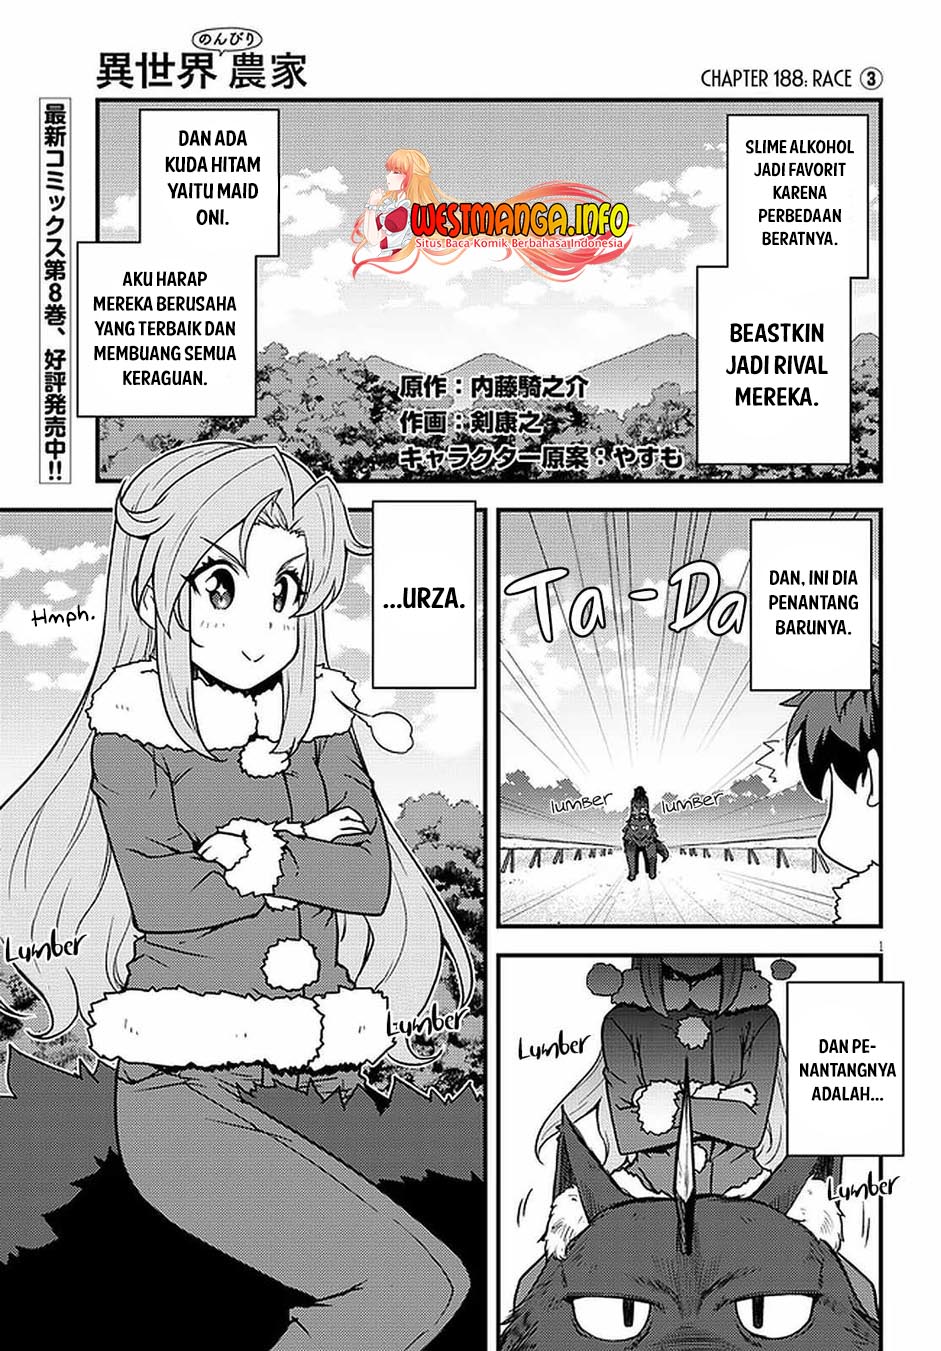 異世界のんびり農家
CHAPTER 188: RACE ③
最新コミックス第8巻、好評発売中!!
SLIME ALKOHOL
JADI FAVORIT
KARENA
PERBEDAAN
BERATNYA.
BEASTKIN
JADI RIVAL
MEREKA.
WESTMANGA.INFO
Situs Baca Komik Berbahasa Indonesia
DAN ADA
KUDA HITAM
YAITU MAID
ONI.
AKU HARAP
MEREKA BERUSAHA
YANG TERBAIK DAN
MEMBUANG SEMUA
KERAGUAN.
原作：内藤騎之介
作画：剣康之
キャラクター原案：やすも
DAN, INI DIA
PENANTANG
BARUNYA.
Ta-Da
lumber
lumber
1
DAN PE-
NANTANGNYA
ADALAH...
Lumber
Lumber
...URZA.
Hmph.
Lumber
Lumber